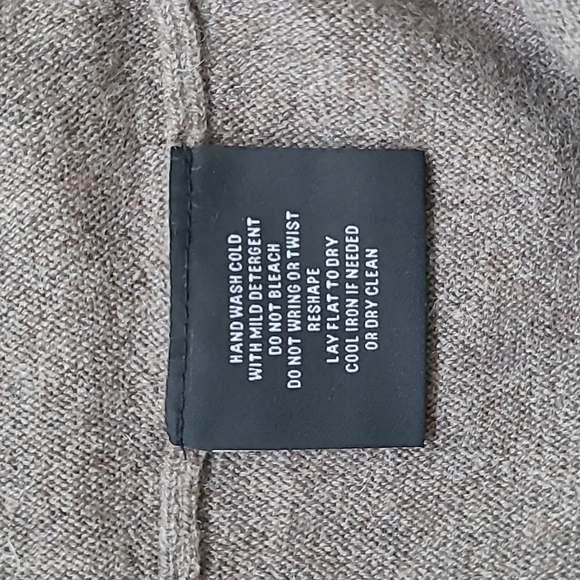 HAND WASH COLD
WITH MILD DETERGENT
DO NOT BLEACH
DO NOT WRING OR TWIST
RESHAPE
LAY FLAT TO DRY
COOL IRON IF NEEDED
OR DRY CLEAN